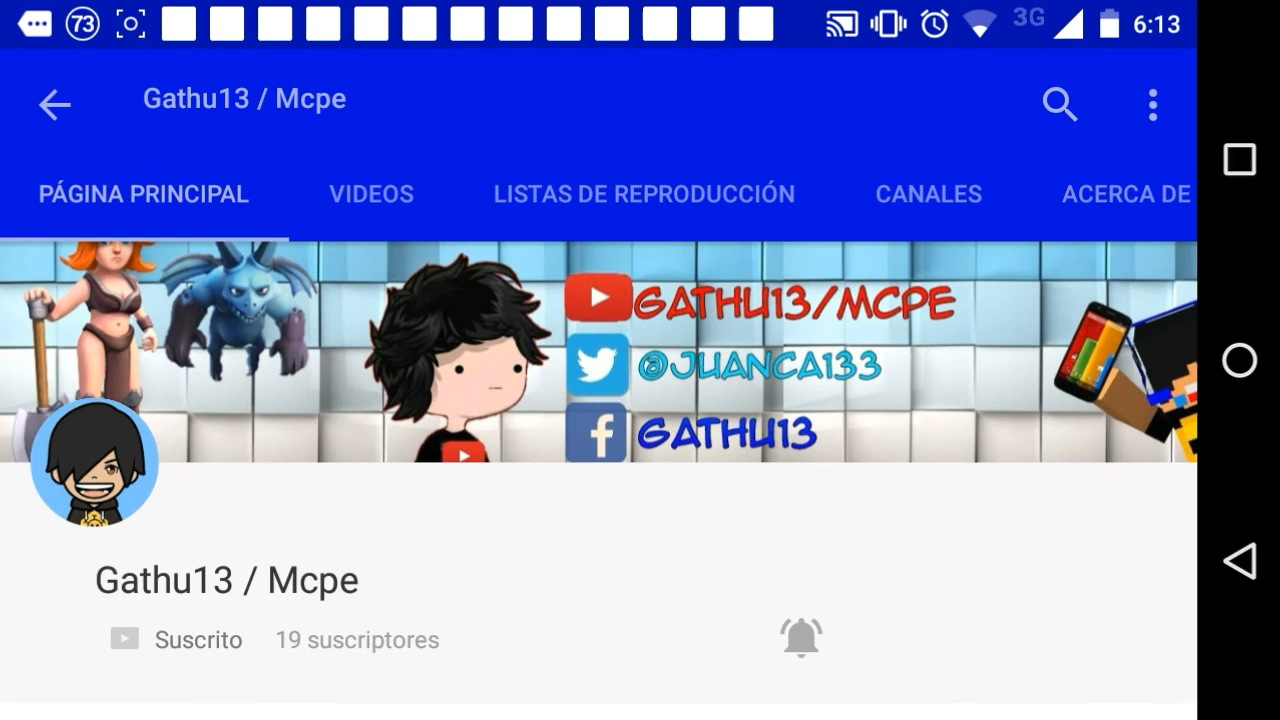 73
3G
6:13
Gathu13 / Mcpe
PÁGINA PRINCIPAL VIDEOS LISTAS DE REPRODUCCIÓN CANALES ACERCA DE
GATHU13/MCPE
@JUANCA133
f GATHU13
Gathu13 / Mcpe
Suscrito 19 suscriptores